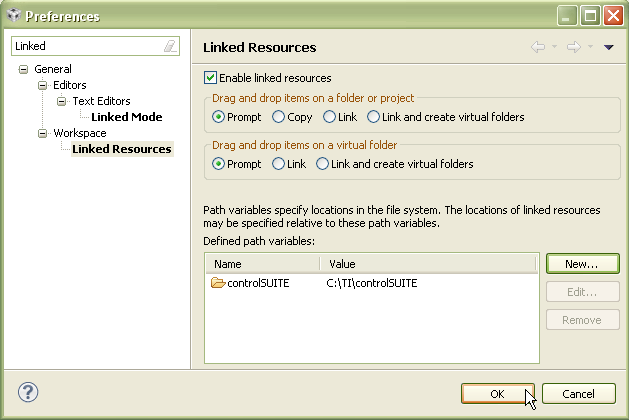 Preferences
Linked
General
Editors
Text Editors
Linked Mode
Workspace
Linked Resources
Linked Resources
Enable linked resources
Drag and drop items on a folder or project
Prompt Copy Link Link and create virtual folders
Drag and drop items on a virtual folder
Prompt Link Link and create virtual folders
Path variables specify locations in the file system. The locations of linked resources
may be specified relative to these path variables.
Defined path variables:
Name Value
controlSUITE C:\TI\controlSUITE
New...
Edit...
Remove
?
OK Cancel